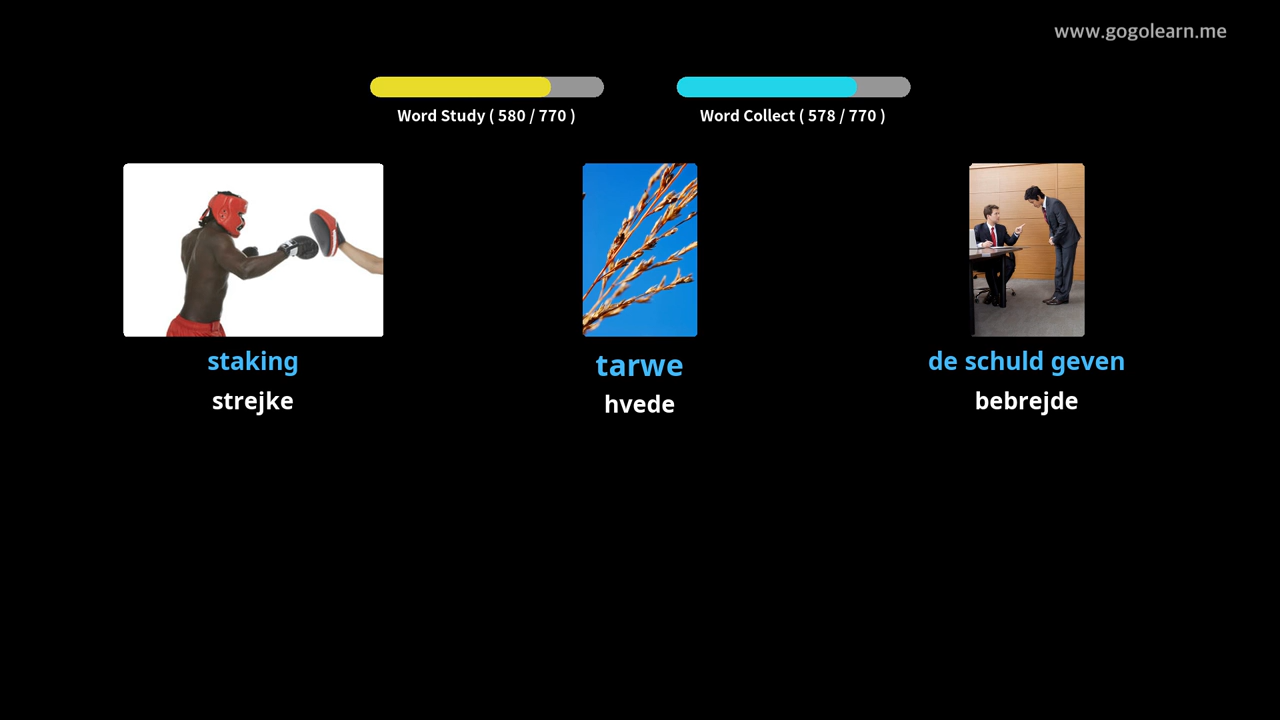 www.gogolearn.me
Word Study ( 580 / 770 )
Word Collect ( 578 / 770 )
staking
strejke
tarwe
hvede
de schuld geven
bebrejde